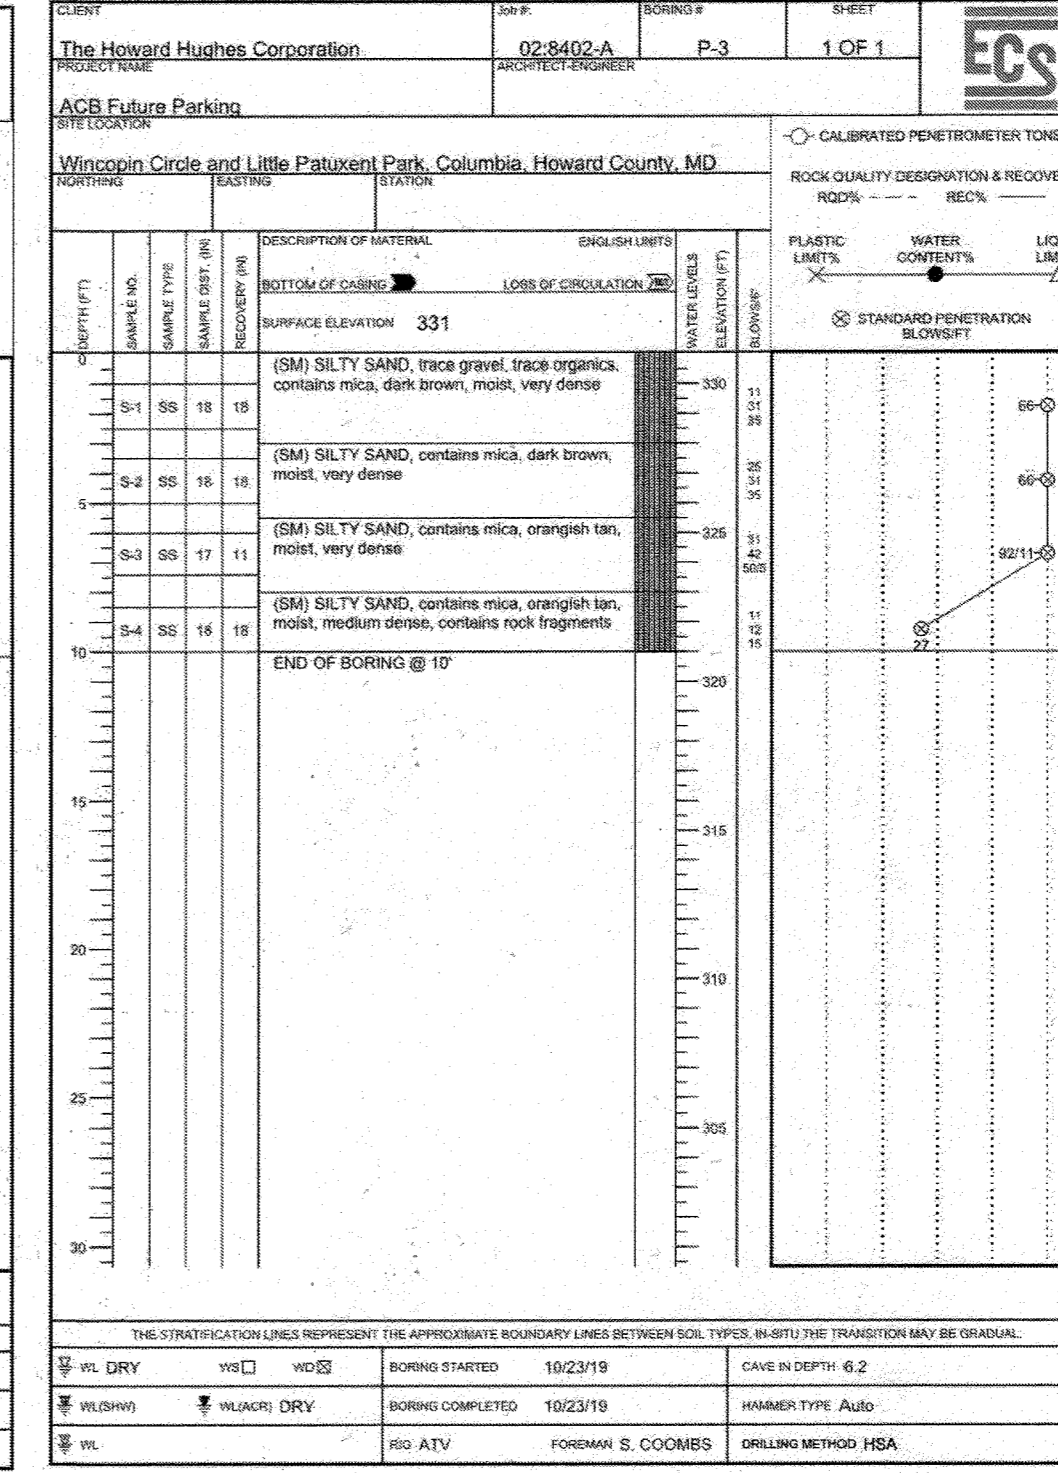 CLIENT
The Howard Hughes Corporation
Job #:
02:8402-A
BORING #
P-3
SHEET
1 OF 1
ECS
PROJECT NAME
ACB Future Parking
ARCHITECT-ENGINEER
SITE LOCATION
Wincopin Circle and Little Patuxent Park, Columbia, Howard County, MD
NORTHING
EASTING
STATION
CALIBRATED PENETROMETER TONS
ROCK QUALITY DESIGNATION & RECOVE
RQD% REC%
PLASTIC LIMIT%
WATER CONTENT%
LIQ
LIM
STANDARD PENETRATION
BLOWS/FT
DEPTH (FT)
SAMPLE NO.
SAMPLE TYPE
SAMPLE DIST. (IN)
RECOVERY (IN)
DESCRIPTION OF MATERIAL
ENGLISH UNITS
BOTTOM OF CASING
LOSS OF CIRCULATION
SURFACE ELEVATION 331
WATER LEVELS
ELEVATION (FT)
BLOWS/6"
0
(SM) SILTY SAND, trace gravel, trace organics,
contains mica, dark brown, moist, very dense
330
S-1 SS 18 18
11
31
35
66
(SM) SILTY SAND, contains mica, dark brown,
moist, very dense
S-2 SS 18 18
31
35
66
5
(SM) SILTY SAND, contains mica, orangish tan,
moist, very dense
325
S-3 SS 17 11
42
50/5
92/11
(SM) SILTY SAND, contains mica, orangish tan,
moist, medium dense, contains rock fragments
S-4 SS 18 18
11
12
15
27
10
END OF BORING @ 10'
320
15
315
20
310
25
305
30
THE STRATIFICATION LINES REPRESENT THE APPROXIMATE BOUNDARY LINES BETWEEN SOIL TYPES. IN-SITU THE TRANSITION MAY BE GRADUAL.
WL DRY WS WD
BORING STARTED 10/23/19
CAVE IN DEPTH 6.2
WL(SHW) WL(ACR) DRY
BORING COMPLETED 10/23/19
HAMMER TYPE Auto
WL
RIG ATV FOREMAN S. COOMBS
DRILLING METHOD HSA